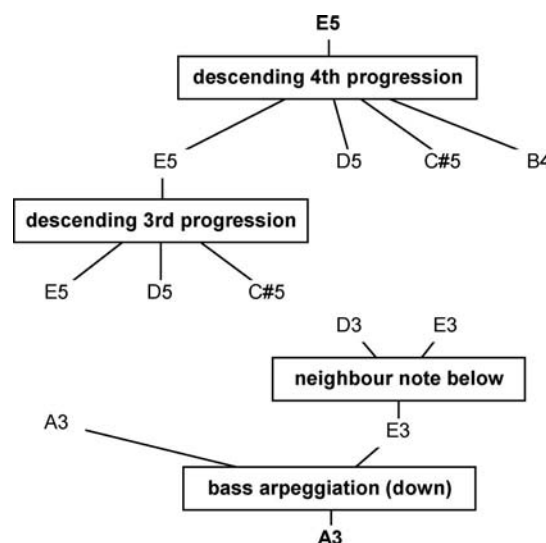 E5
descending 4th progression
E5 D5 C#5 B4
descending 3rd progression
E5 D5 C#5
D3 E3
neighbour note below
A3 E3
bass arpeggiation (down)
A3